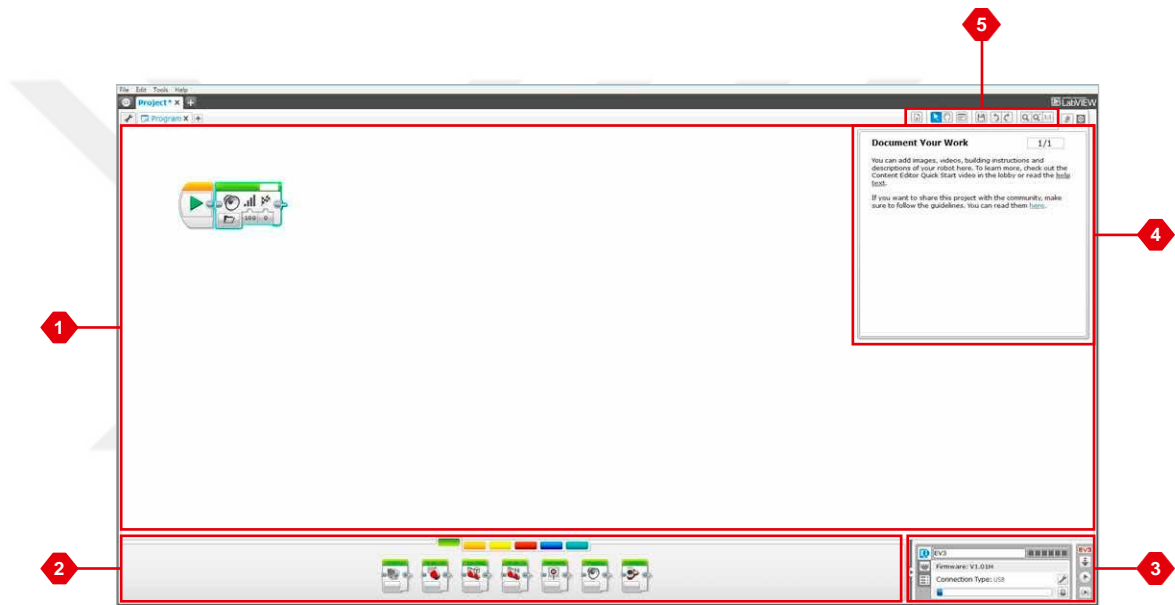 5
File Edit Tools Help
Project* X +
LabVIEW
Program X +
Document Your Work 1/1
You can add images, videos, building instructions and
descriptions of your robot here. To learn more, check out the
Content Editor Quick Start video in the lobby or read the help
text.
If you want to share this project with the community, make
sure to follow the guidelines. You can read them here.
100 0
4
1
2
EV3
EV3
Firmware: V1.01H
Connection Type: USB
3